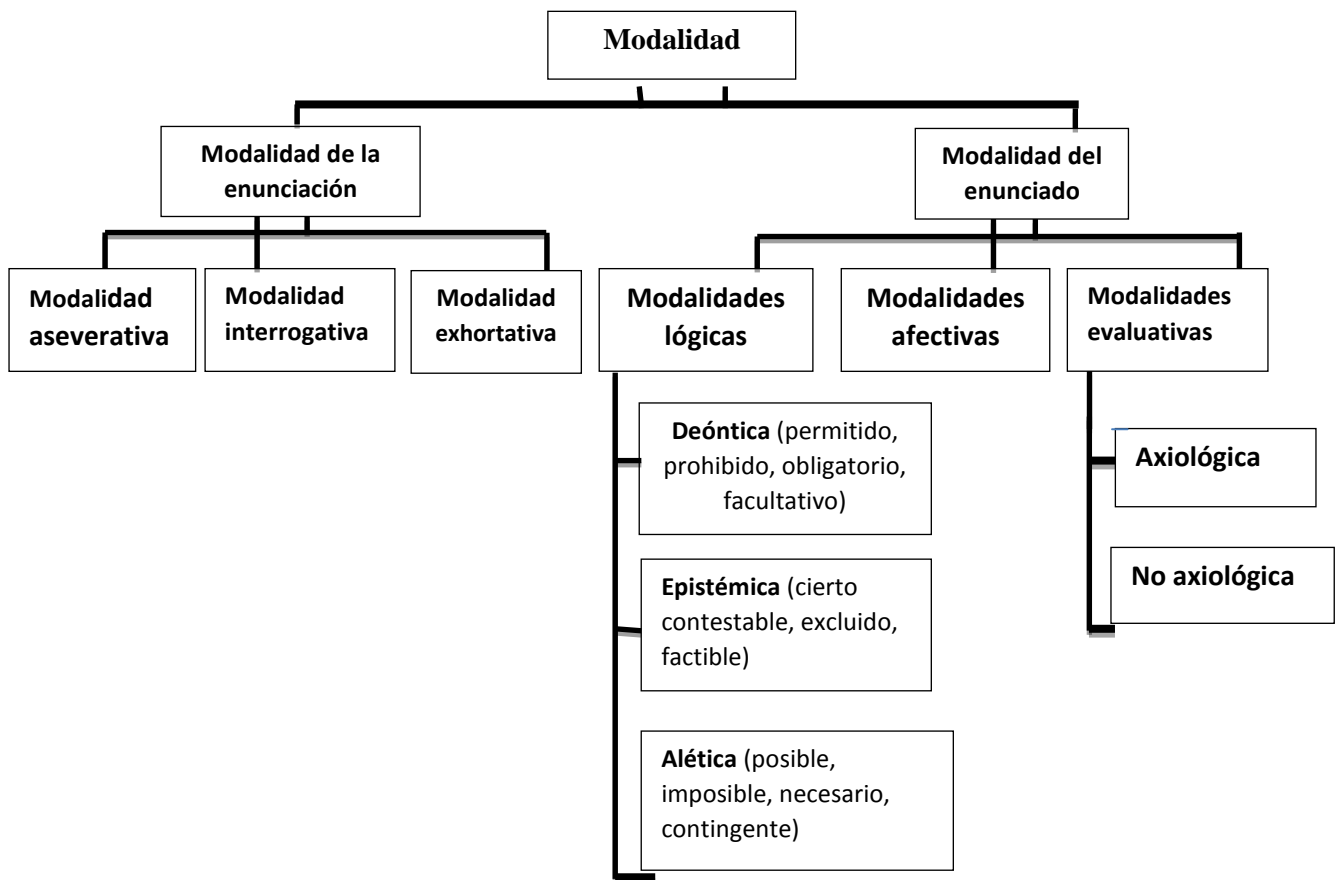 Modalidad
Modalidad de la
enunciación
Modalidad del
enunciado
Modalidad
aseverativa
Modalidad
interrogativa
Modalidad
exhortativa
Modalidades
lógicas
Modalidades
afectivas
Modalidades
evaluativas
Deóntica (permitido,
prohibido, obligatorio,
facultativo)
Epistémica (cierto
contestable, excluido,
factible)
Alética (posible,
imposible, necesario,
contingente)
Axiológica
No axiológica